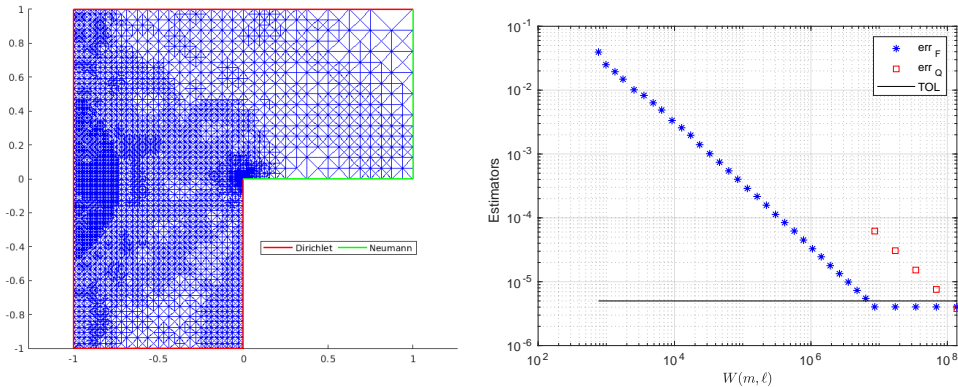 1
0.8
0.6
0.4
0.2
0
-0.2
-0.4
-0.6
-0.8
-1
-1 -0.5 0 0.5 1
Dirichlet Neumann
10^-1
10^-2
10^-3
10^-4
10^-5
10^-6
Estimators
10^2 10^4 10^6 10^8
W(m,ℓ)
err_F
err_Q
TOL